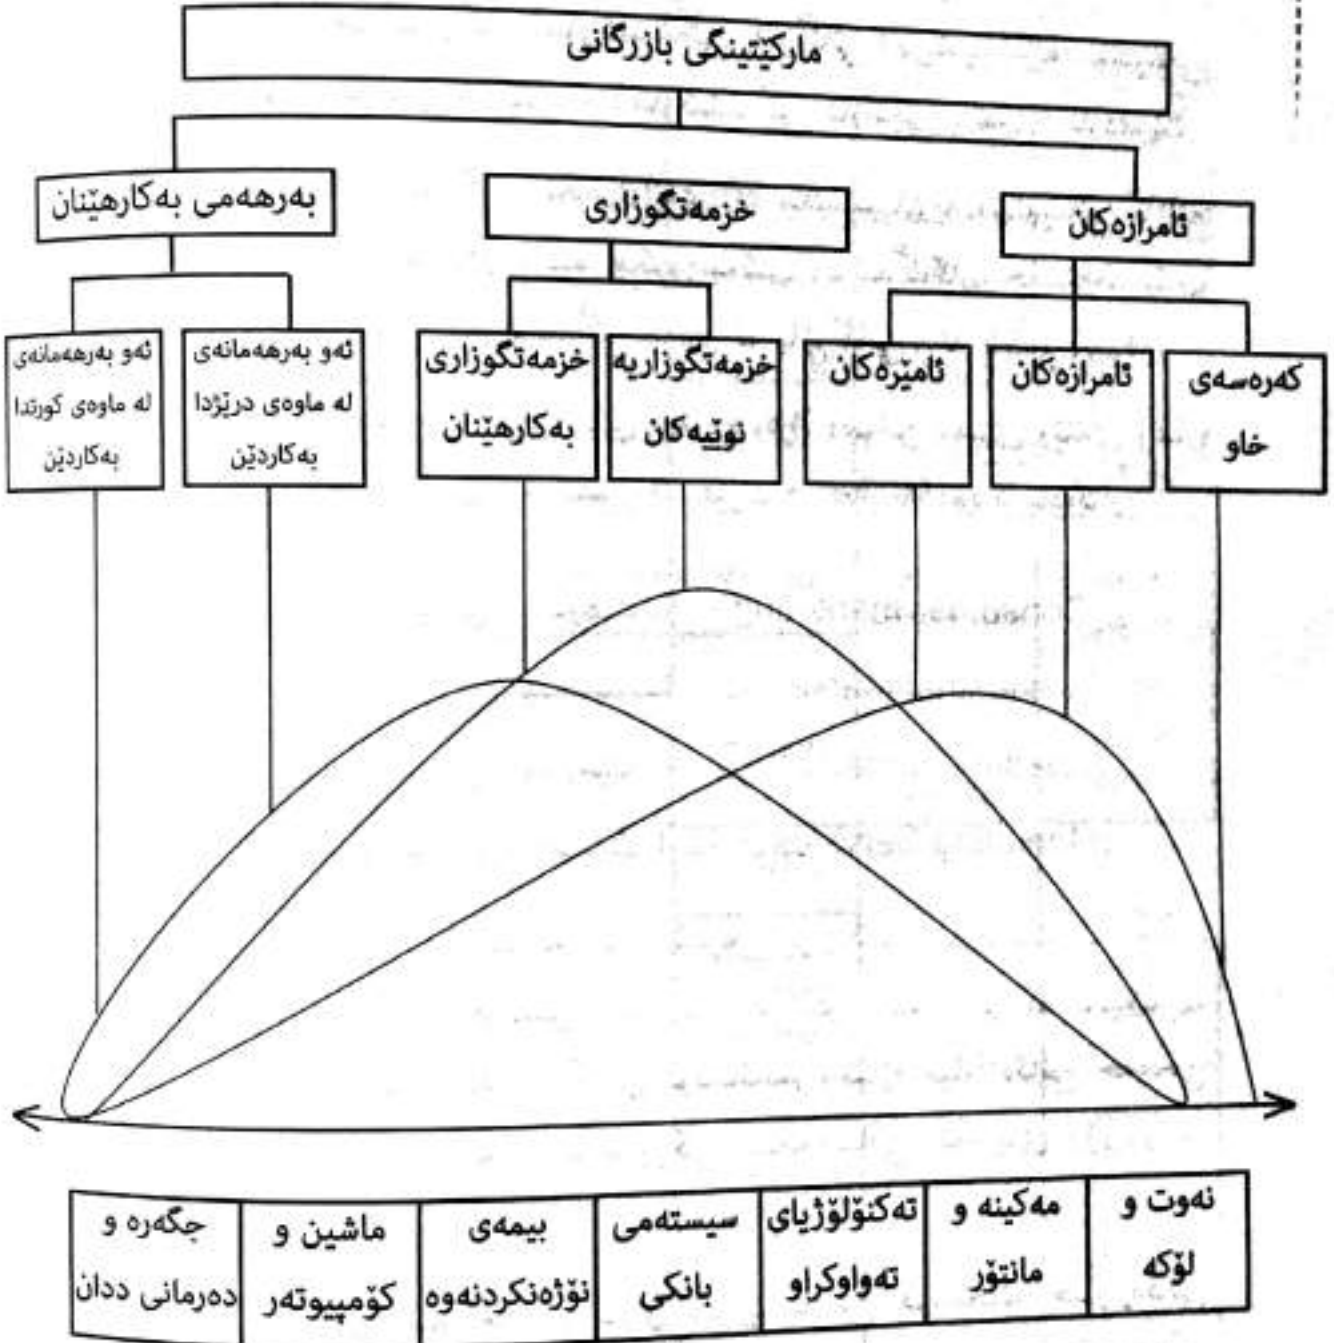 مارکێتینگی بازرگانی
ئامرازەکان
خزمەتگوزاری
بەرهەمی بەکارهێنان
کەرەسەی
خاو
ئامرازەکان
ئامێرەکان
خزمەتگوزاریە
نوێیەکان
خزمەتگوزاری
بەکارهێنان
ئەو بەرهەمانەی
لە ماوەی درێژدا
بەکاردێن
ئەو بەرهەمانەی
لە ماوەی کورتدا
بەکاردێن
نەوت و
لۆکە
مەکینە و
مانتۆر
تەکنۆلۆژیای
تەواوکراو
سیستەمی
بانکی
بیمەی
نۆژەنکردنەوە
ماشین و
کۆمپیوتەر
جگەرە و
دەرمانی ددان